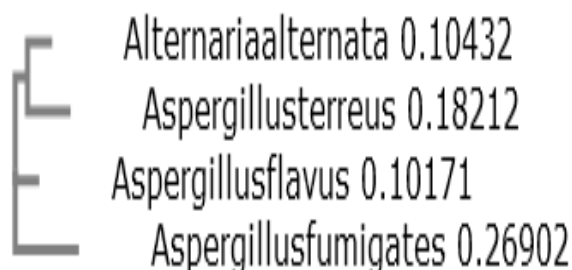 Alternariaalternata 0.10432
Aspergillusterreus 0.18212
Aspergillusflavus 0.10171
Aspergillusfumigates 0.26902